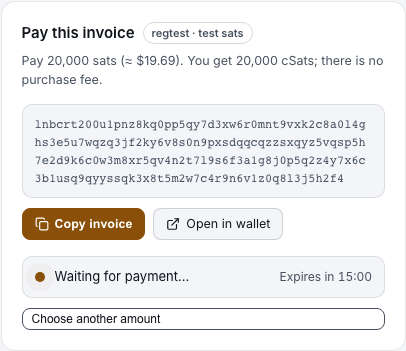 Pay this invoice
regtest · test sats
Pay 20,000 sats (≈ $19.69). You get 20,000 cSats; there is no
purchase fee.
lnbcrt200u1pnz8kq0pp5qy7d3xw6r0mnt9vxk2c8a0l4g
hs3e5u7wqzq3jf2ky6v8s0n9pxsdqqcqzzsxqyz5vqsp5h
7e2d9k6c0w3m8xr5qv4n2t7l9s6f3a1g8j0p5q2z4y7x6c
3b1usq9qyyssqk3x8t5m2w7c4r9n6v1z0q8l3j5h2f4
Copy invoice
Open in wallet
Waiting for payment...
Expires in 15:00
Choose another amount